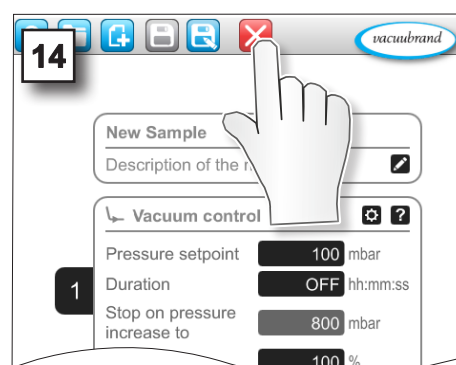 14
vacuubrand
New Sample
Description of the
Vacuum control
?
Pressure setpoint 100 mbar
1
Duration OFF hh:mm:ss
Stop on pressure
increase to
800 mbar
100 %